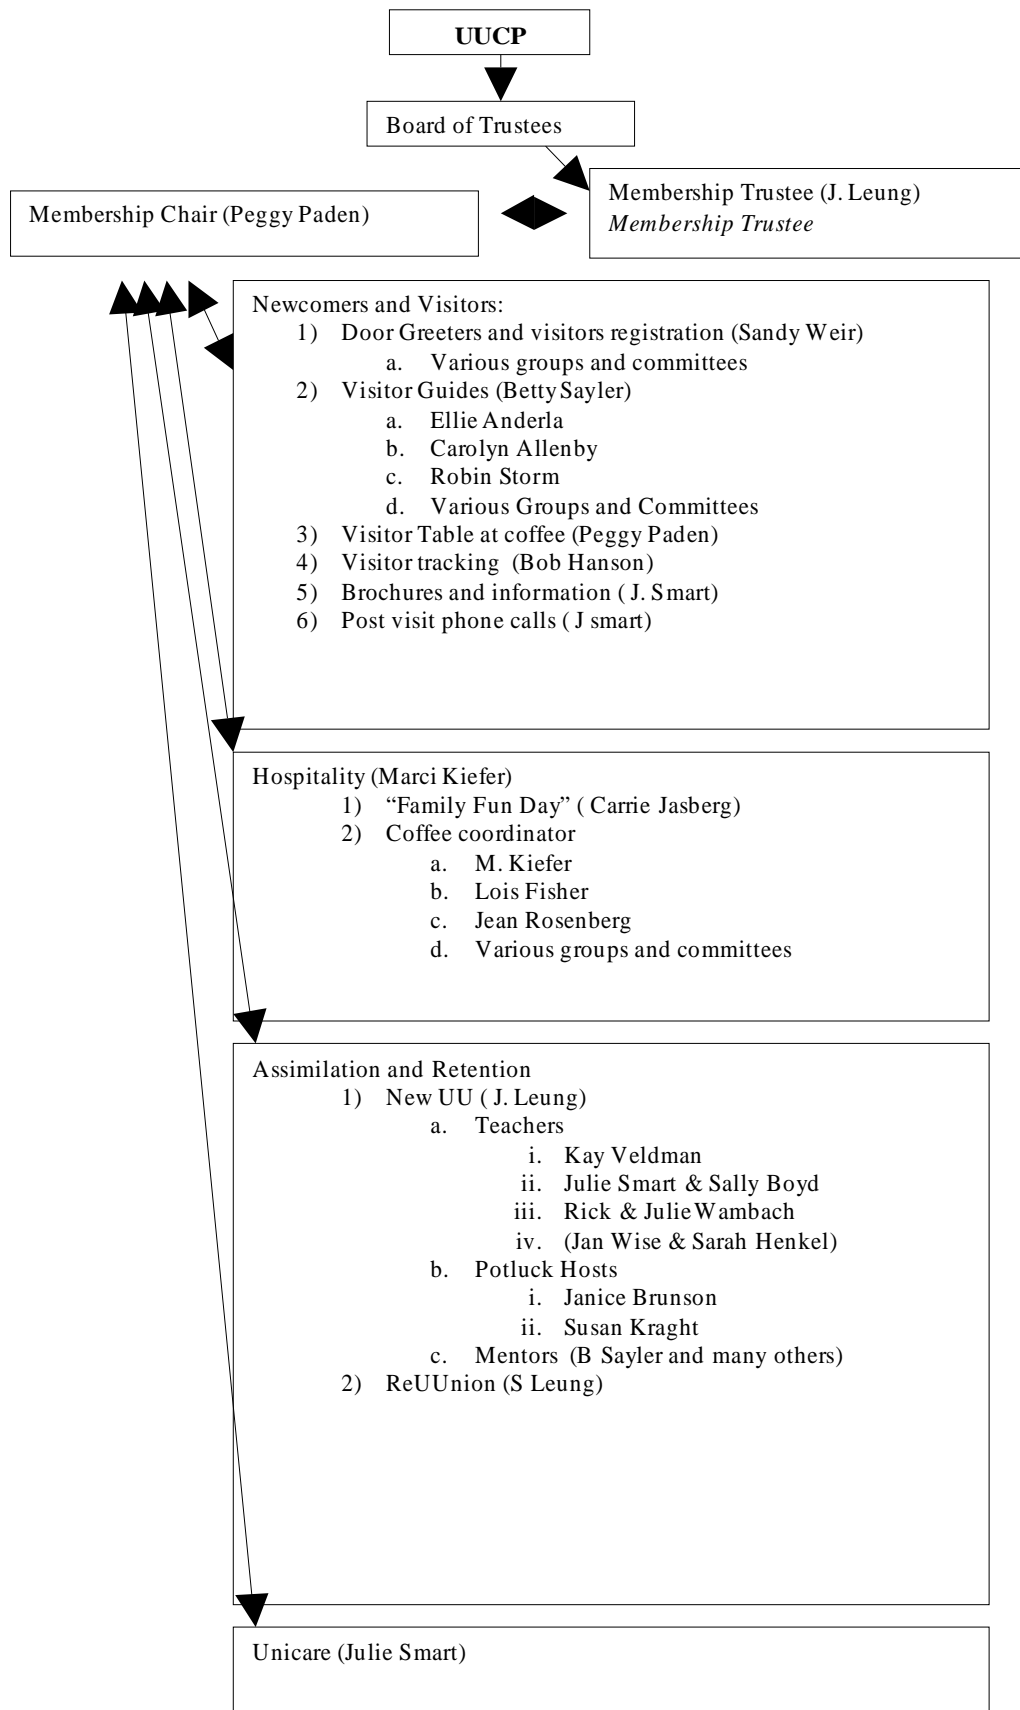 UUCP
Board of Trustees
Membership Trustee (J. Leung)
Membership Trustee
Membership Chair (Peggy Paden)
Newcomers and Visitors:
1) Door Greeters and visitors registration (Sandy Weir)
a. Various groups and committees
2) Visitor Guides (Betty Sayler)
a. Ellie Anderla
b. Carolyn Allenby
c. Robin Storm
d. Various Groups and Committees
3) Visitor Table at coffee (Peggy Paden)
4) Visitor tracking (Bob Hanson)
5) Brochures and information ( J. Smart)
6) Post visit phone calls ( J smart)
Hospitality (Marci Kiefer)
1) “Family Fun Day” ( Carrie Jasberg)
2) Coffee coordinator
a. M. Kiefer
b. Lois Fisher
c. Jean Rosenberg
d. Various groups and committees
Assimilation and Retention
1) New UU ( J. Leung)
a. Teachers
i. Kay Veldman
ii. Julie Smart & Sally Boyd
iii. Rick & Julie Wambach
iv. (Jan Wise & Sarah Henkel)
b. Potluck Hosts
i. Janice Brunson
ii. Susan Kraght
c. Mentors (B Sayler and many others)
2) ReUUnion (S Leung)
Unicare (Julie Smart)